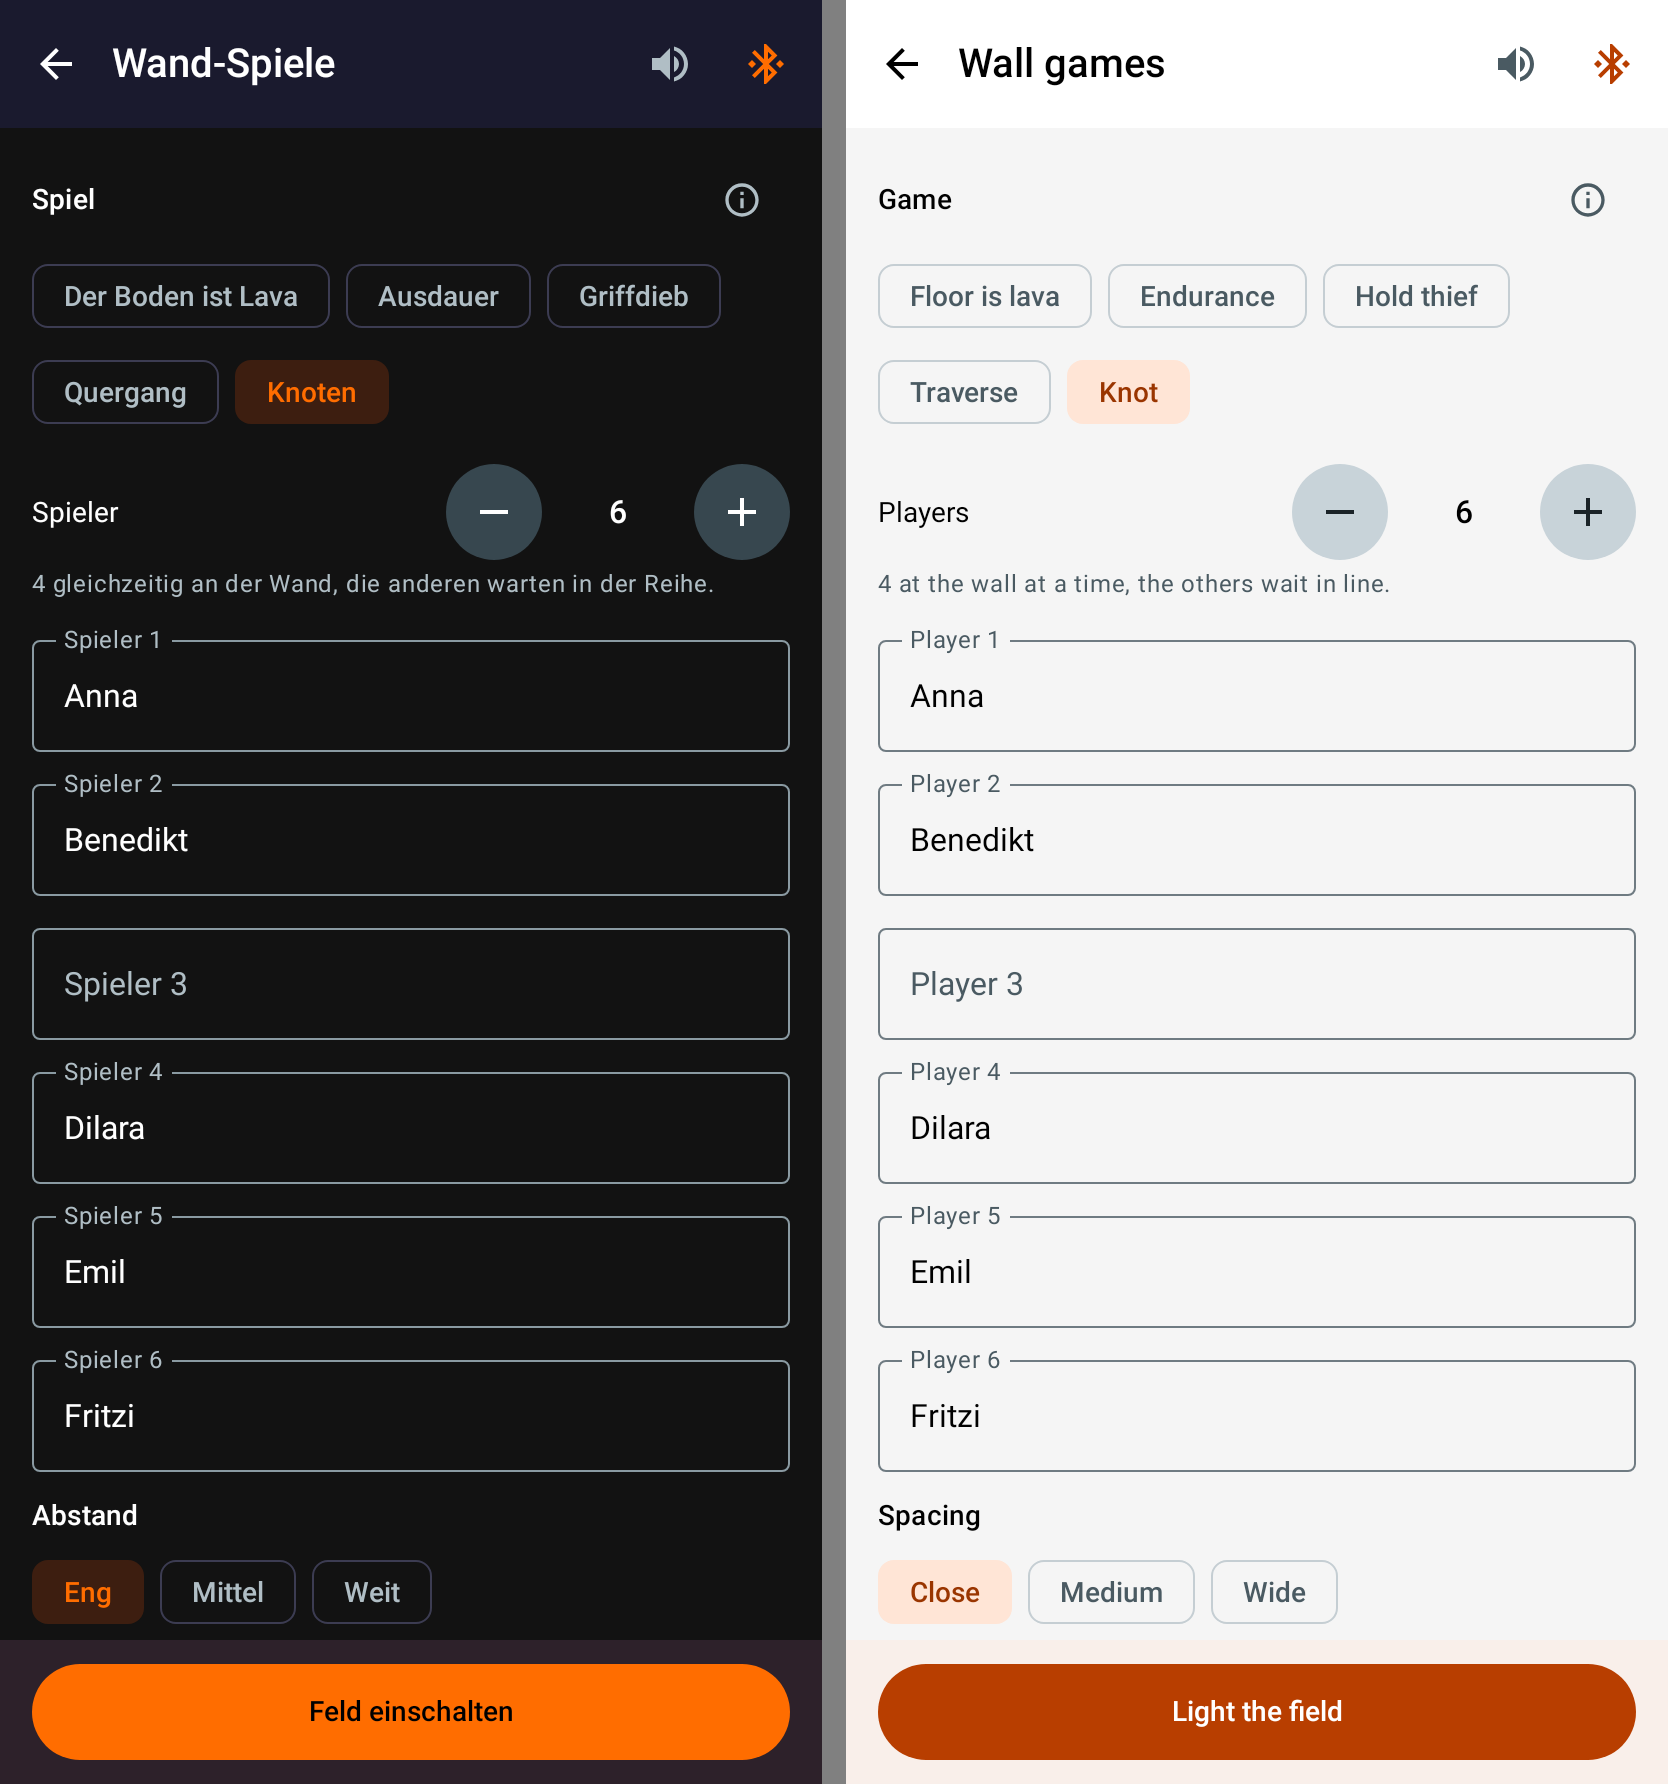 Wand-Spiele
Spiel
Der Boden ist Lava
Ausdauer
Griffdieb
Quergang
Knoten
Spieler
6
4 gleichzeitig an der Wand, die anderen warten in der Reihe.
Spieler 1
Anna
Spieler 2
Benedikt
Spieler 3
Spieler 4
Dilara
Spieler 5
Emil
Spieler 6
Fritzi
Abstand
Eng
Mittel
Weit
Feld einschalten
Wall games
Game
Floor is lava
Endurance
Hold thief
Traverse
Knot
Players
6
4 at the wall at a time, the others wait in line.
Player 1
Anna
Player 2
Benedikt
Player 3
Player 4
Dilara
Player 5
Emil
Player 6
Fritzi
Spacing
Close
Medium
Wide
Light the field